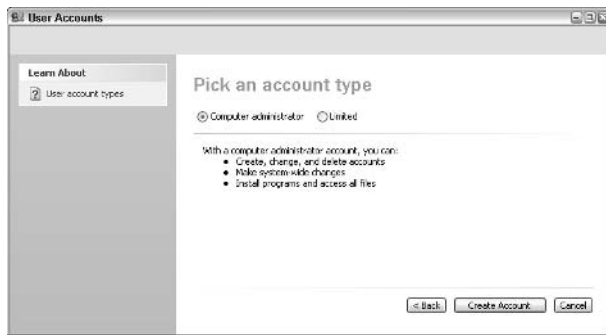 User Accounts
Learn About
User account types
Pick an account type
Computer administrator Limited
With a computer administrator account, you can:
• Create, change, and delete accounts
• Make system-wide changes
• Install programs and access all files
< Back Create Account Cancel